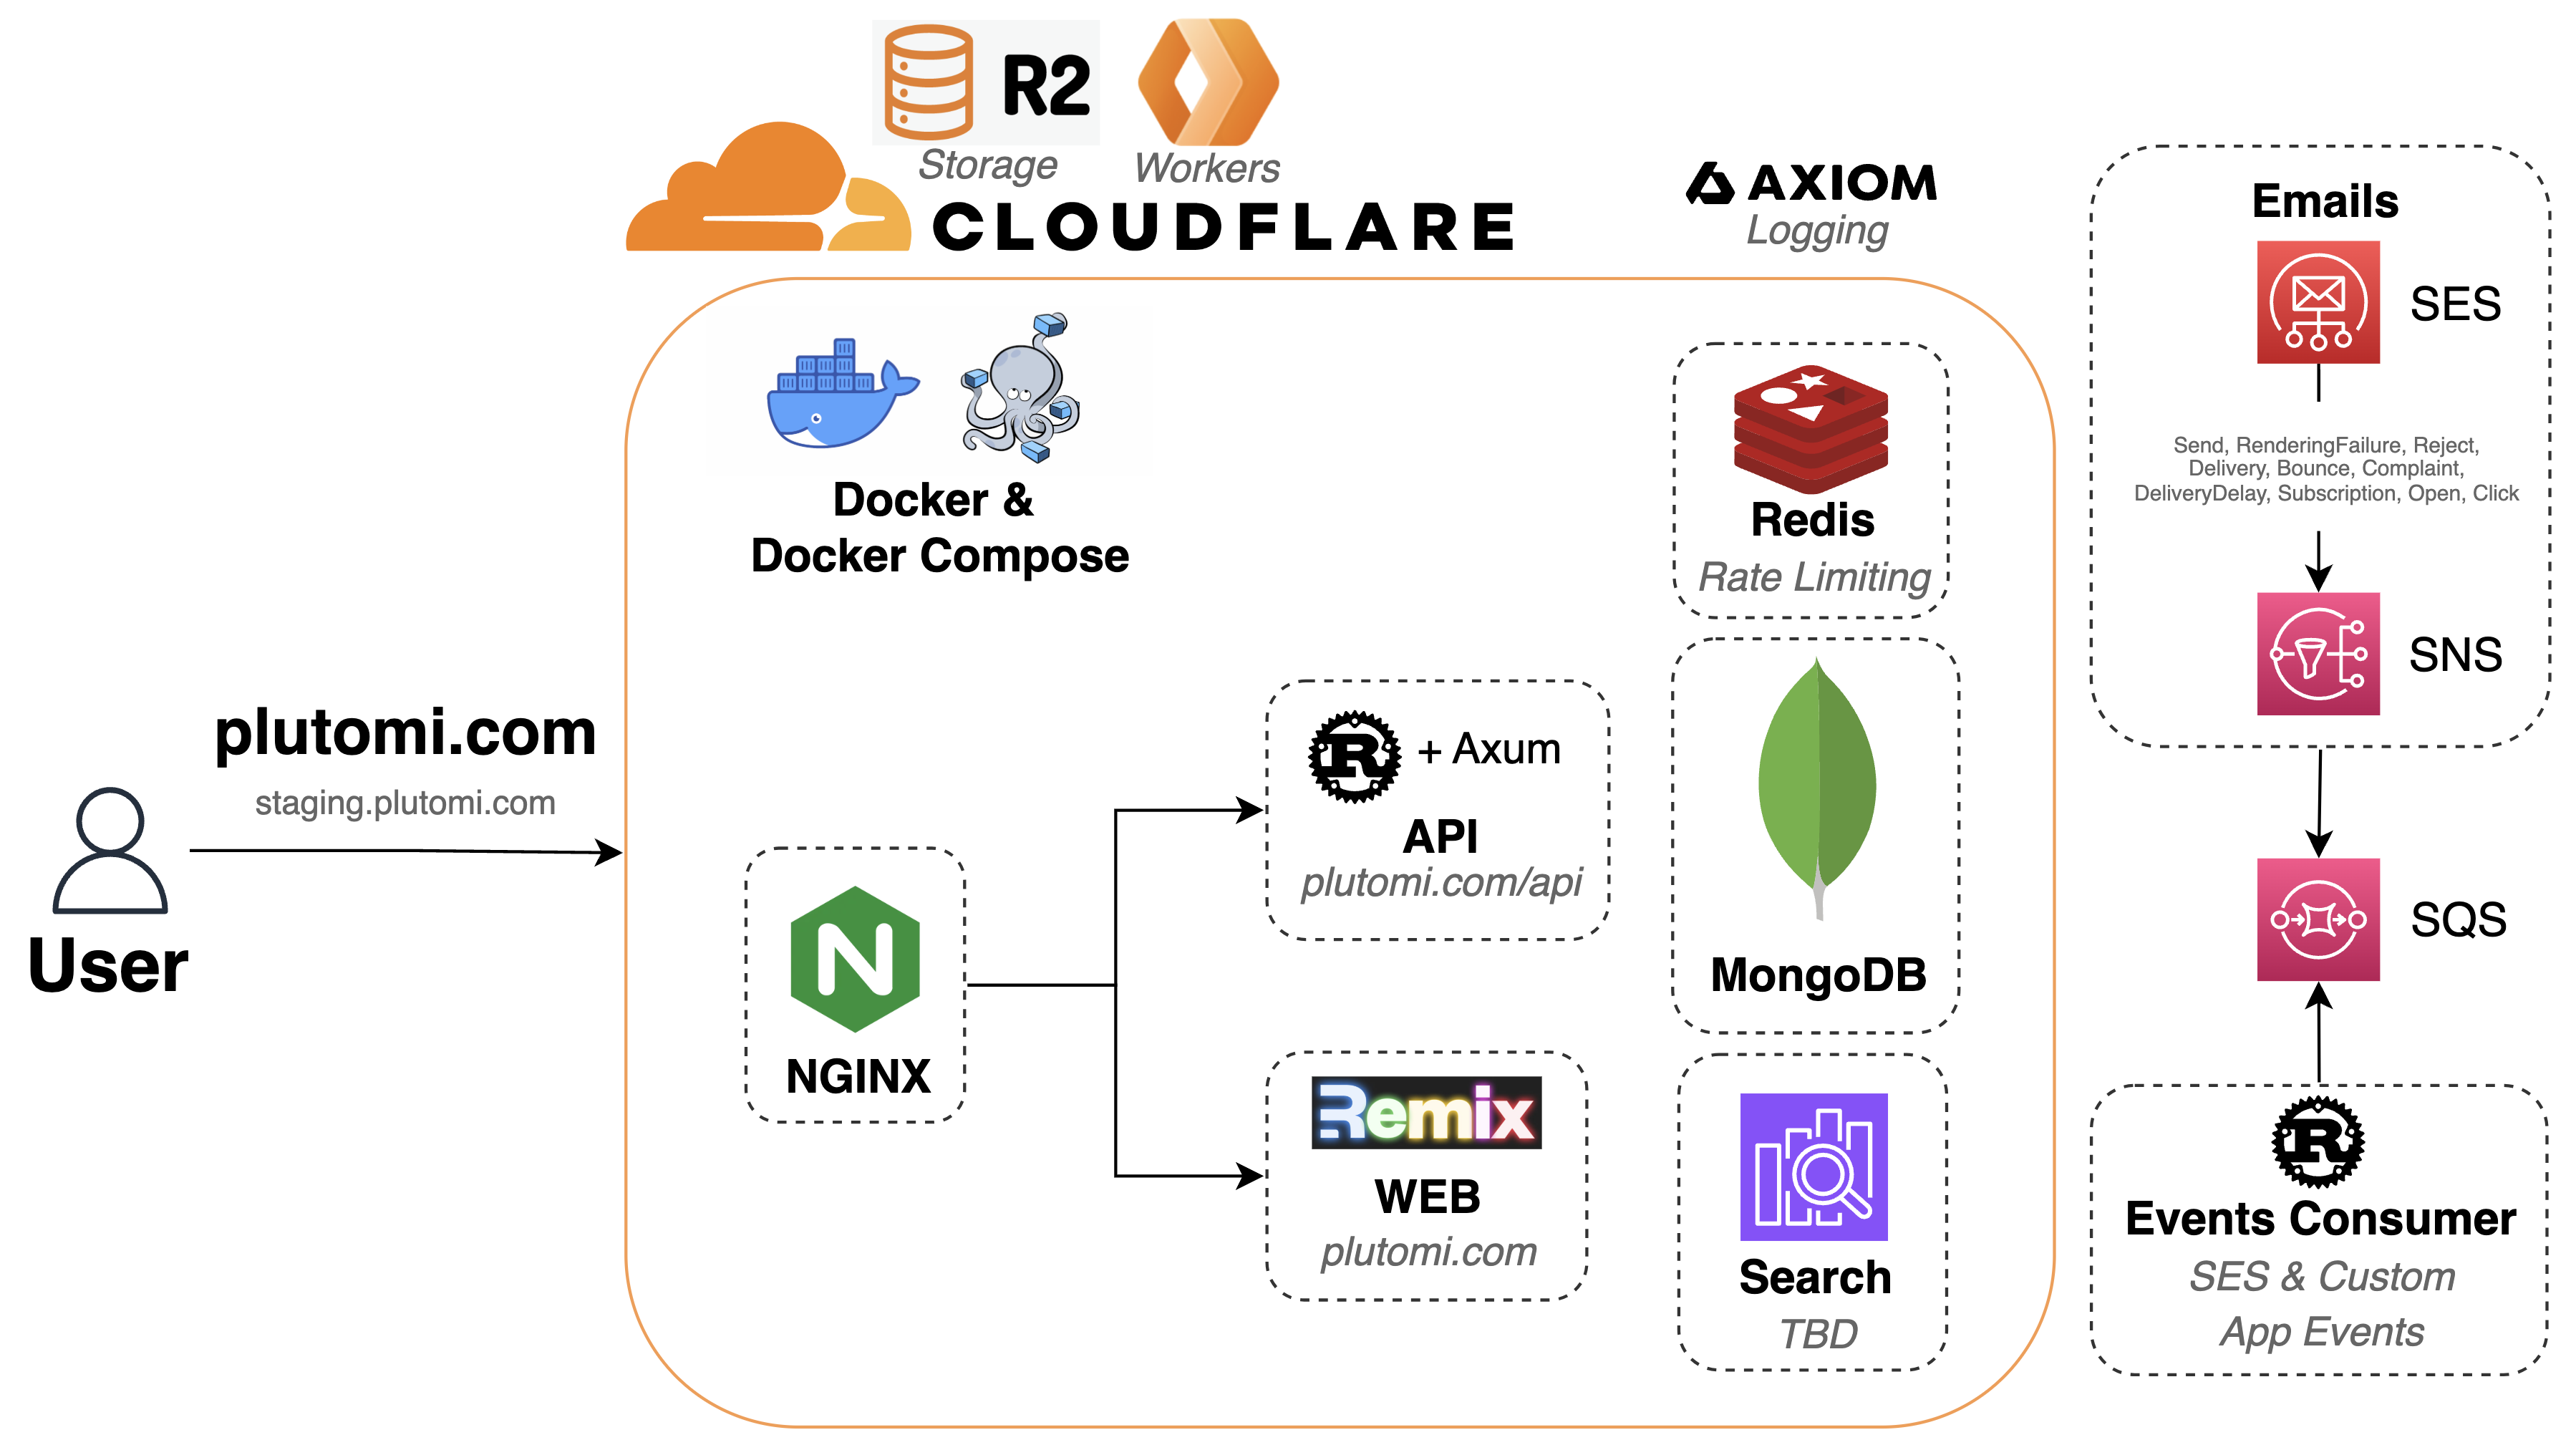 R2
Storage
Workers
CLOUDFLARE
AXIOM
Logging
Docker &
Docker Compose
plutomi.com
staging.plutomi.com
User
N
NGINX
R + Axum
API
plutomi.com/api
Remix
WEB
plutomi.com
Redis
Rate Limiting
MongoDB
Search
TBD
Emails
SES
Send, RenderingFailure, Reject,
Delivery, Bounce, Complaint,
DeliveryDelay, Subscription, Open, Click
SNS
SQS
R
Events Consumer
SES & Custom
App Events